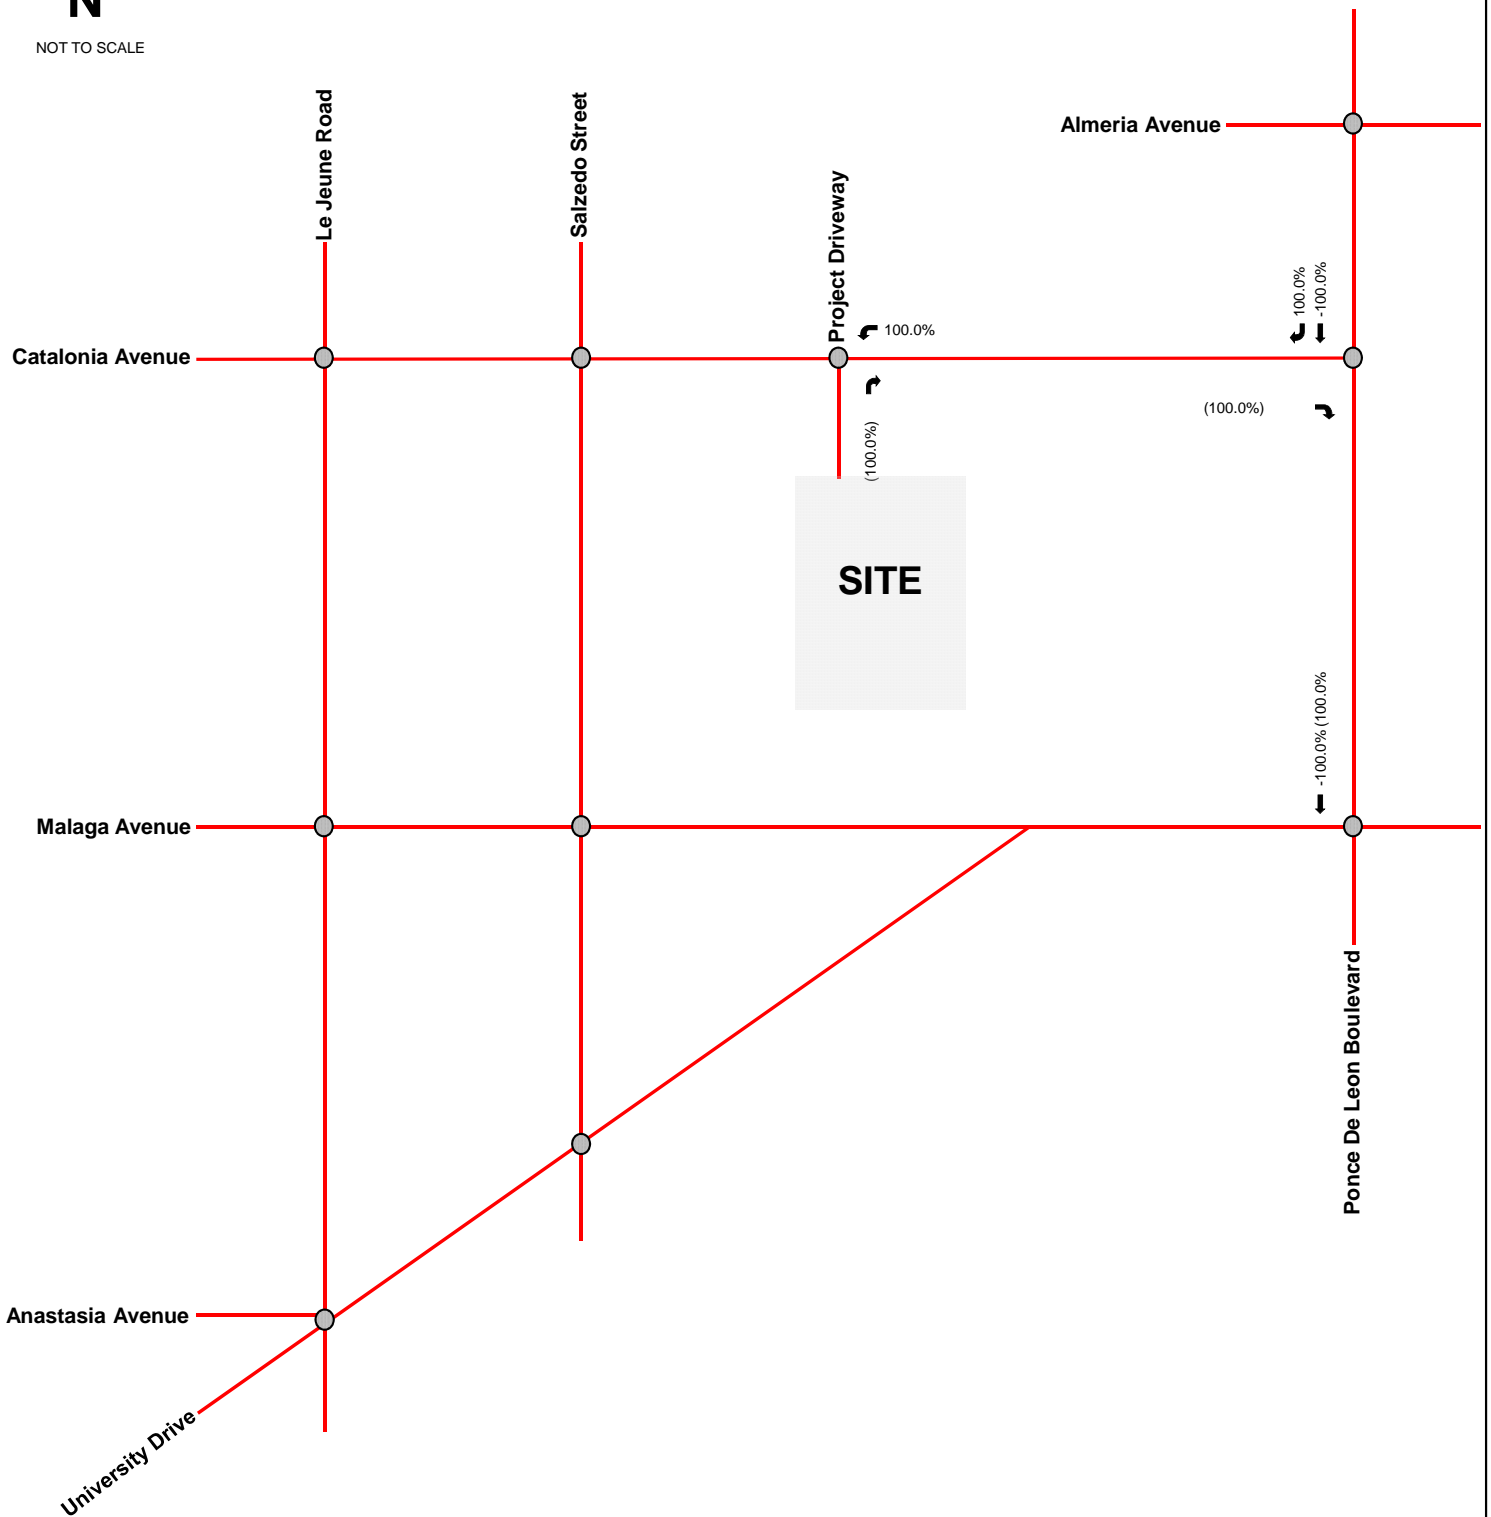 N
NOT TO SCALE
Le Jeune Road
Salzedo Street
Project Driveway
Almeria Avenue
100.0%
100.0%
-100.0%
Catalonia Avenue
(100.0%)
(100.0%)
SITE
-100.0% (100.0%
Malaga Avenue
Ponce De Leon Boulevard
Anastasia Avenue
University Drive